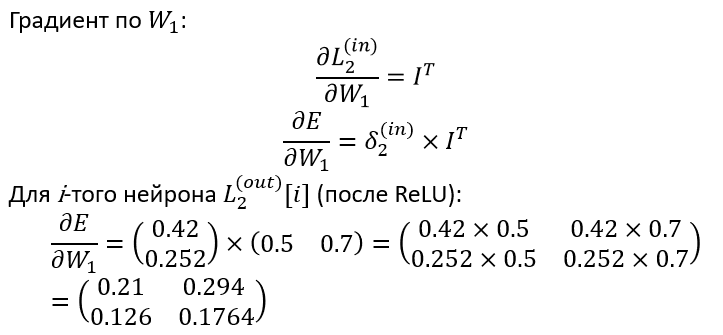 Градиент по W₁:
∂L₂⁽ⁱⁿ⁾/∂W₁ = Iᵀ
∂E/∂W₁ = δ₂⁽ⁱⁿ⁾ × Iᵀ
Для i-того нейрона L₂⁽ᵒᵘᵗ⁾[i] (после ReLU):
∂E/∂W₁ = (0.42 0.252) × (0.5 0.7) = (0.42 × 0.5 0.42 × 0.7 0.252 × 0.5 0.252 × 0.7)
= (0.21 0.294 0.126 0.1764)